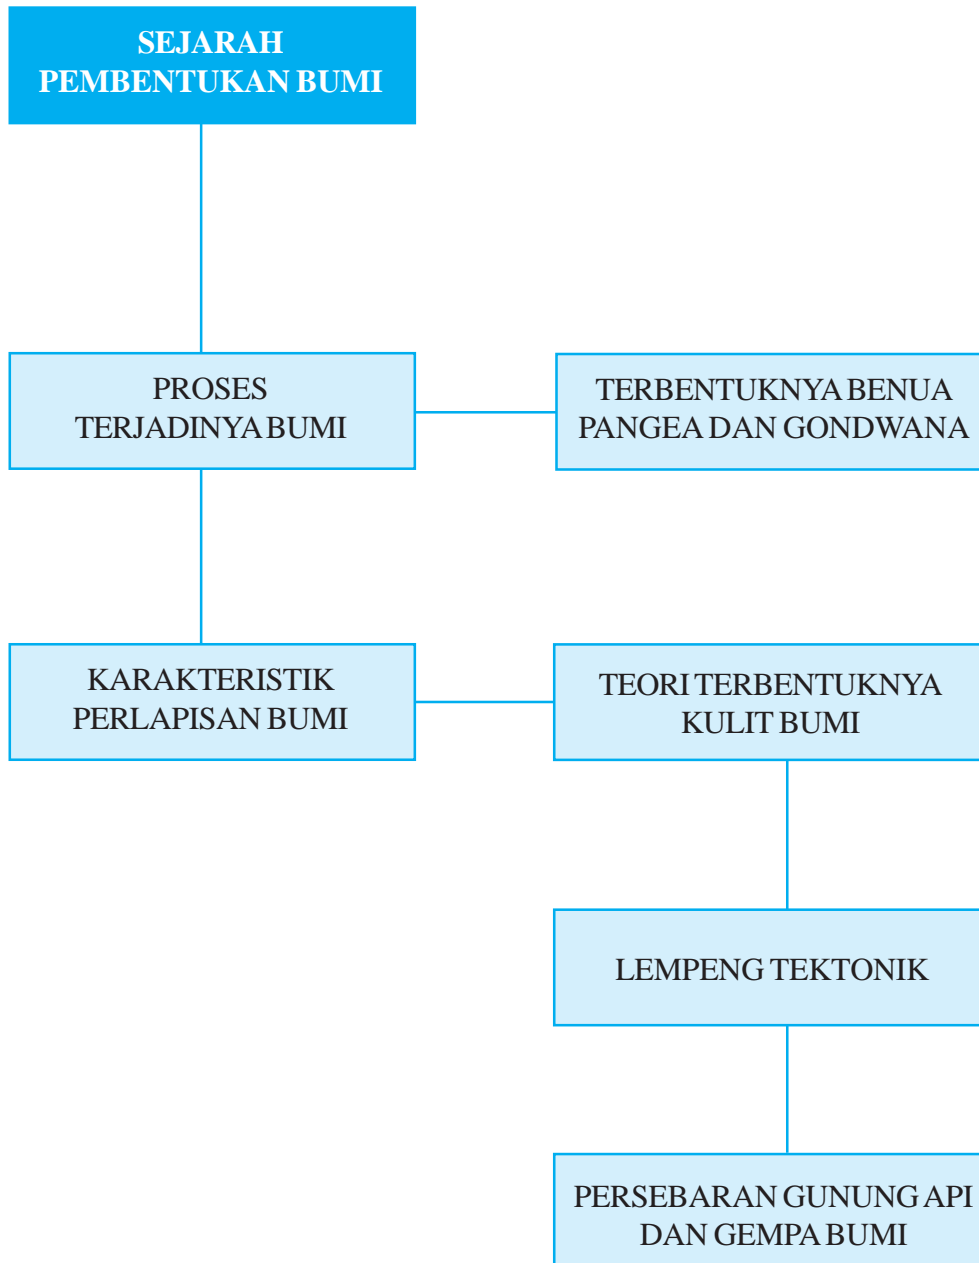 SEJARAH
PEMBENTUKAN BUMI
PROSES
TERJADINYA BUMI
TERBENTUKNYA BENUA
PANGEA DAN GONDWANA
KARAKTERISTIK
PERLAPISAN BUMI
TEORI TERBENTUKNYA
KULIT BUMI
LEMPENG TEKTONIK
PERSEBARAN GUNUNG API
DAN GEMPA BUMI